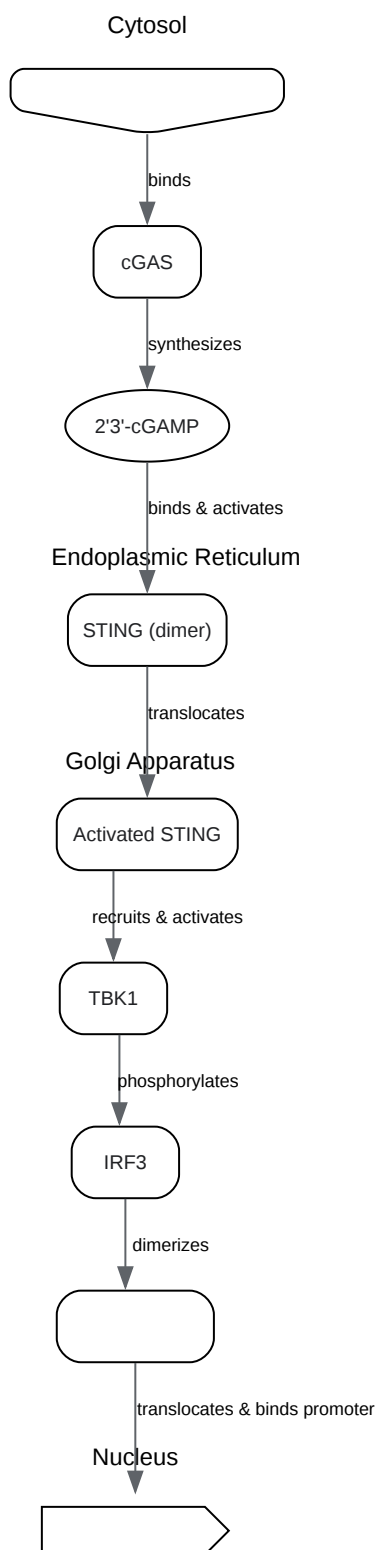 Cytosol
binds
cGAS
synthesizes
2'3'-cGAMP
binds & activates
Endoplasmic Reticulum
STING (dimer)
translocates
Golgi Apparatus
Activated STING
recruits & activates
TBK1
phosphorylates
IRF3
dimerizes
translocates & binds promoter
Nucleus